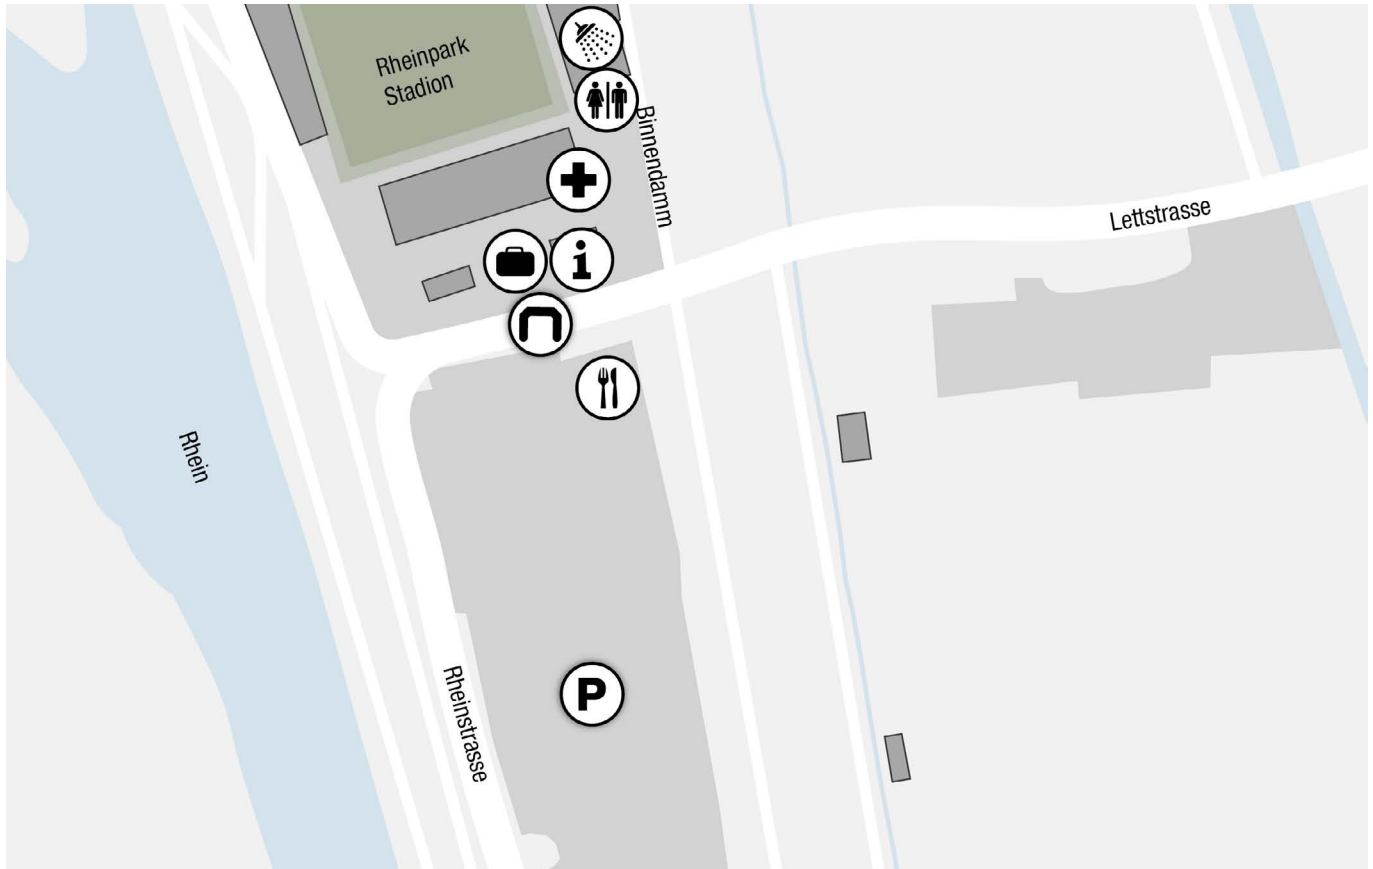 Rheinpark
Stadion
Binnendamm
Lettstrasse
i
Rhein
Rheinstrasse
P